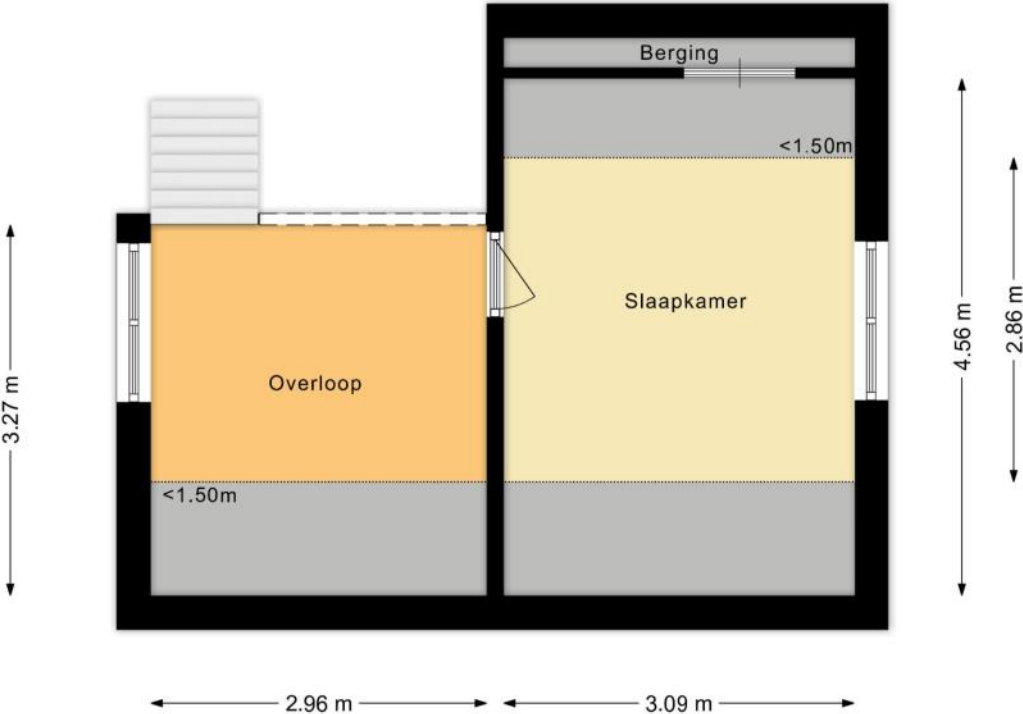 Berging
<1.50m
Slaapkamer
Overloop
<1.50m
3.27 m
4.56 m
2.86 m
2.96 m
3.09 m